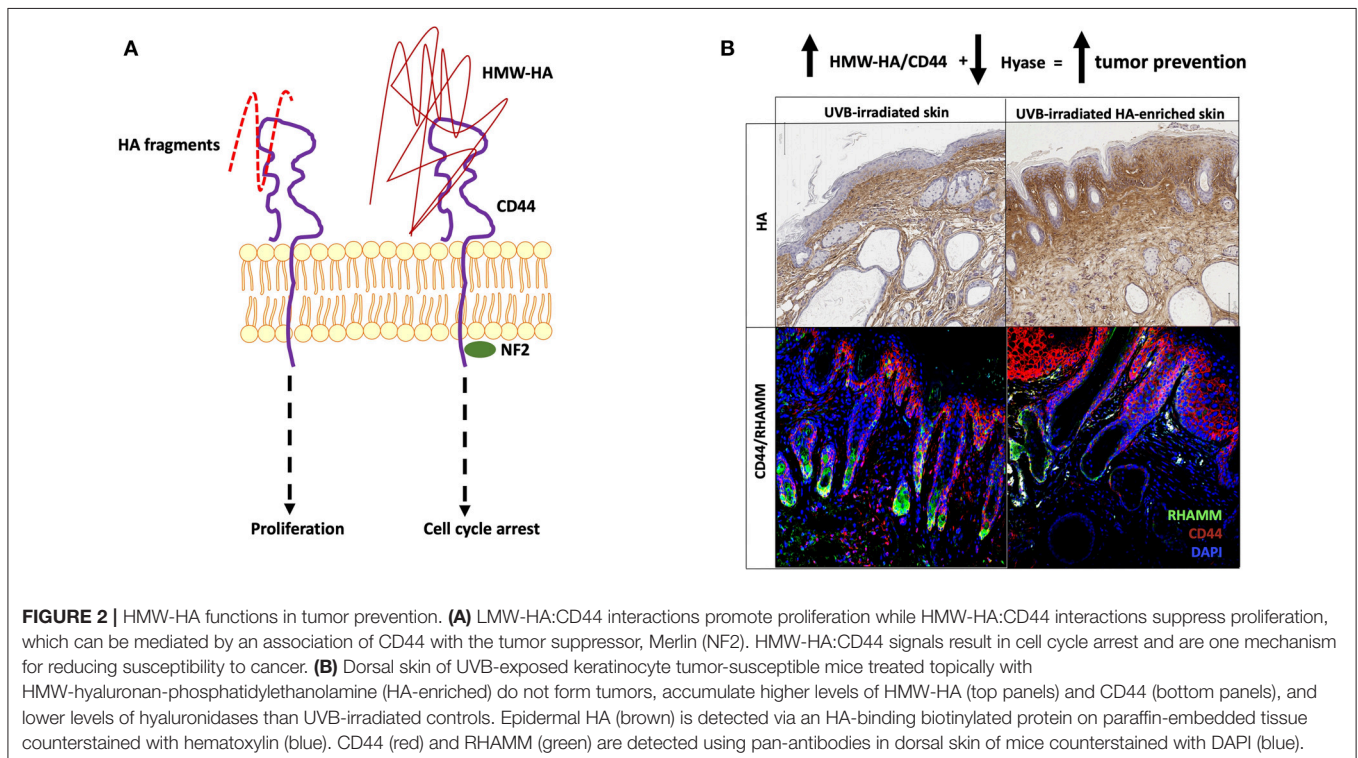 A
HMW-HA
HA fragments
CD44
NF2
Proliferation
Cell cycle arrest
B
HMW-HA/CD44 + Hyase = tumor prevention
UVB-irradiated skin
UVB-irradiated HA-enriched skin
HA
CD44/RHAMM
RHAMM
CD44
DAPI
FIGURE 2 | HMW-HA functions in tumor prevention. (A) LMW-HA:CD44 interactions promote proliferation while HMW-HA:CD44 interactions suppress proliferation,
which can be mediated by an association of CD44 with the tumor suppressor, Merlin (NF2). HMW-HA:CD44 signals result in cell cycle arrest and are one mechanism
for reducing susceptibility to cancer. (B) Dorsal skin of UVB-exposed keratinocyte tumor-susceptible mice treated topically with
HMW-hyaluronan-phosphatidylethanolamine (HA-enriched) do not form tumors, accumulate higher levels of HMW-HA (top panels) and CD44 (bottom panels), and
lower levels of hyaluronidases than UVB-irradiated controls. Epidermal HA (brown) is detected via an HA-binding biotinylated protein on paraffin-embedded tissue
counterstained with hematoxylin (blue). CD44 (red) and RHAMM (green) are detected using pan-antibodies in dorsal skin of mice counterstained with DAPI (blue).